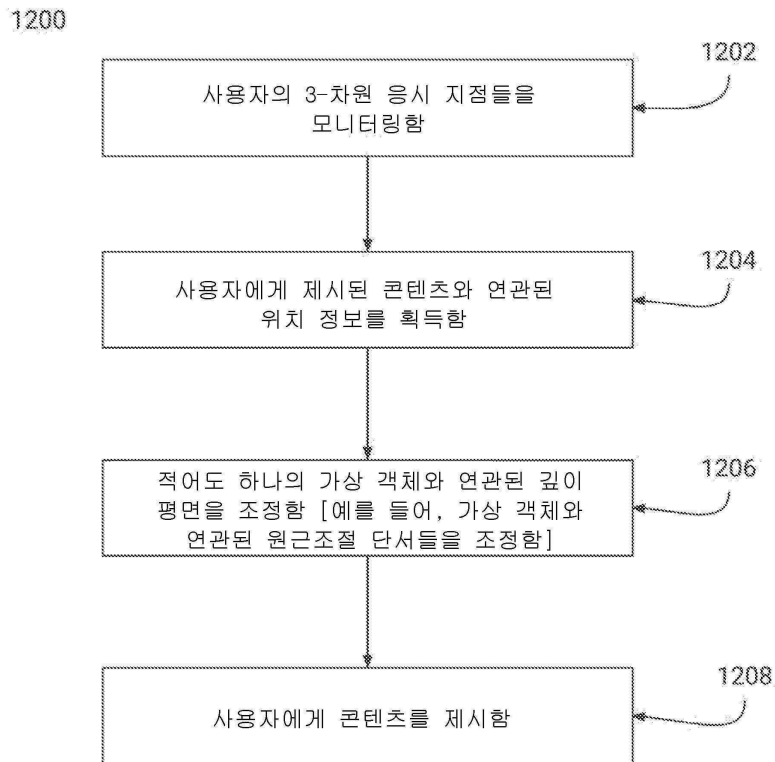 1200
1202
사용자의 3-차원 응시 지점들을
모니터링함
1204
사용자에게 제시된 콘텐츠와 연관된
위치 정보를 획득함
1206
적어도 하나의 가상 객체와 연관된 깊이
평면을 조정함 [예를 들어, 가상 객체와
연관된 원근조절 단서들을 조정함]
1208
사용자에게 콘텐츠를 제시함